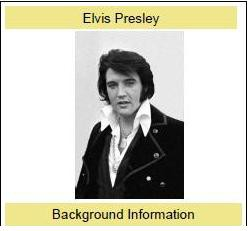 Elvis Presley
Background Information